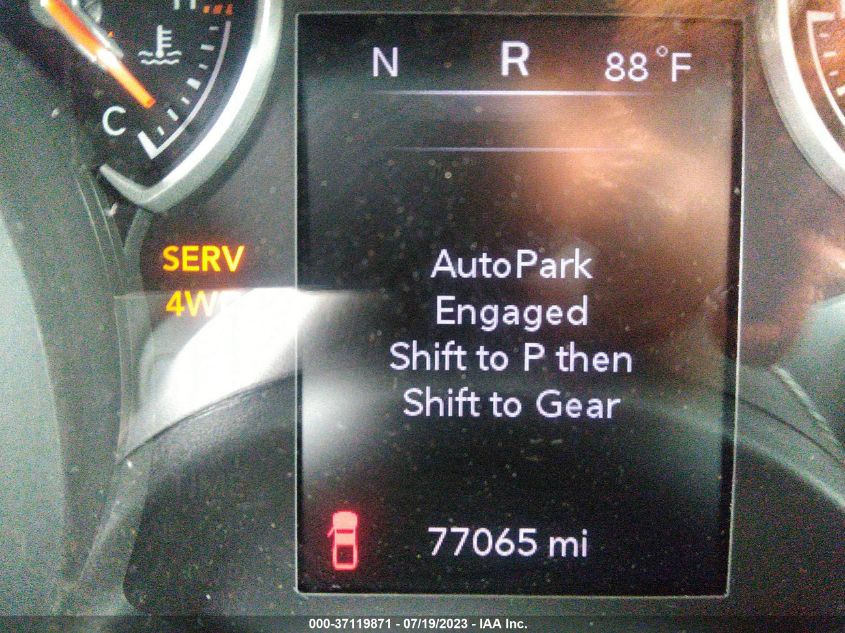 H
C
N R 88°F
SERV
AutoPark
Engaged
Shift to P then
Shift to Gear
77065 mi
000-37119871 - 07/19/2023 - IAA Inc.